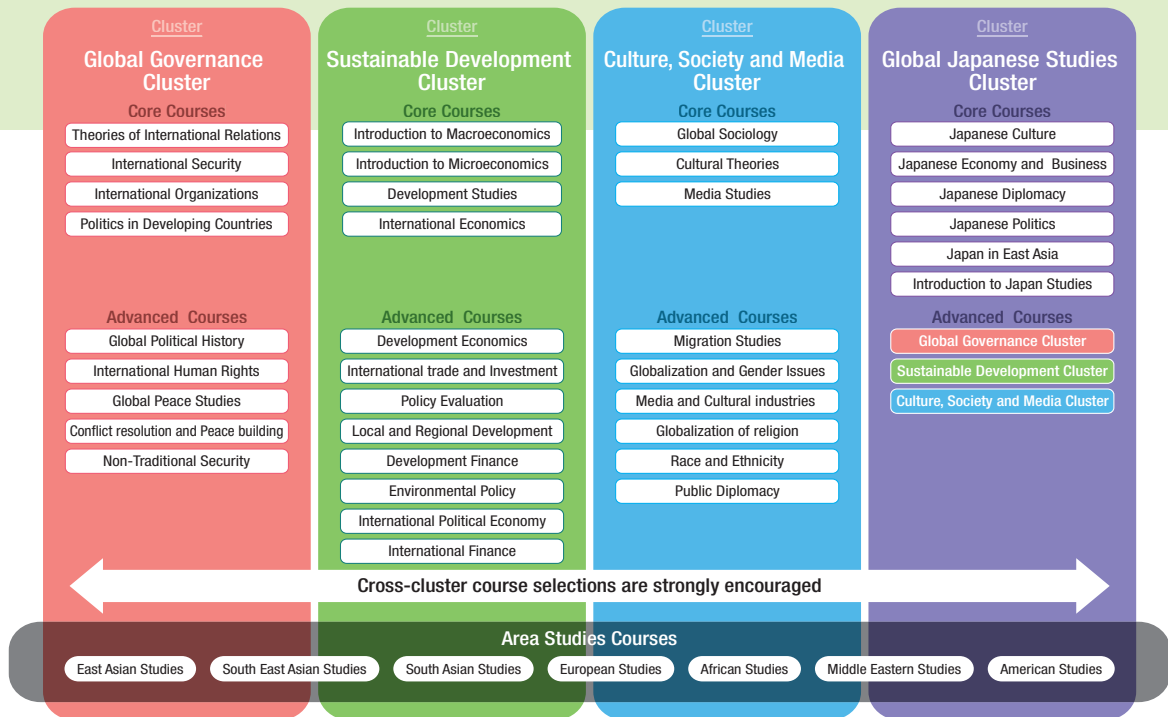 Cluster
Global Governance
Cluster
Core Courses
Theories of International Relations
International Security
International Organizations
Politics in Developing Countries
Advanced Courses
Global Political History
International Human Rights
Global Peace Studies
Conflict resolution and Peace building
Non-Traditional Security
Cluster
Sustainable Development
Cluster
Core Courses
Introduction to Macroeconomics
Introduction to Microeconomics
Development Studies
International Economics
Advanced Courses
Development Economics
International trade and Investment
Policy Evaluation
Local and Regional Development
Development Finance
Environmental Policy
International Political Economy
International Finance
Cluster
Culture, Society and Media
Cluster
Core Courses
Global Sociology
Cultural Theories
Media Studies
Advanced Courses
Migration Studies
Globalization and Gender Issues
Media and Cultural industries
Globalization of religion
Race and Ethnicity
Public Diplomacy
Cluster
Global Japanese Studies
Cluster
Core Courses
Japanese Culture
Japanese Economy and Business
Japanese Diplomacy
Japanese Politics
Japan in East Asia
Introduction to Japan Studies
Advanced Courses
Global Governance Cluster
Sustainable Development Cluster
Culture, Society and Media Cluster
Cross-cluster course selections are strongly encouraged
Area Studies Courses
East Asian Studies
South East Asian Studies
South Asian Studies
European Studies
African Studies
Middle Eastern Studies
American Studies